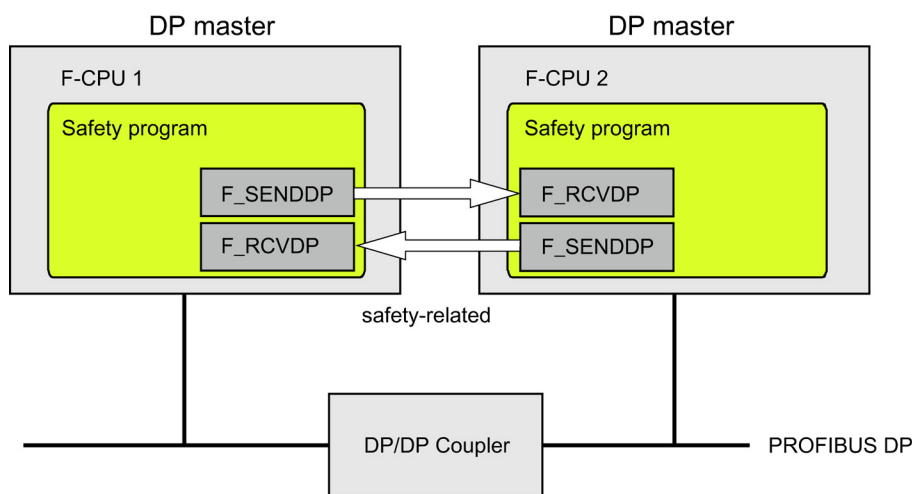 DP master
DP master
F-CPU 1
F-CPU 2
Safety program
Safety program
F_SENDDP
F_RCVDP
F_RCVDP
F_SENDDP
safety-related
DP/DP Coupler
PROFIBUS DP